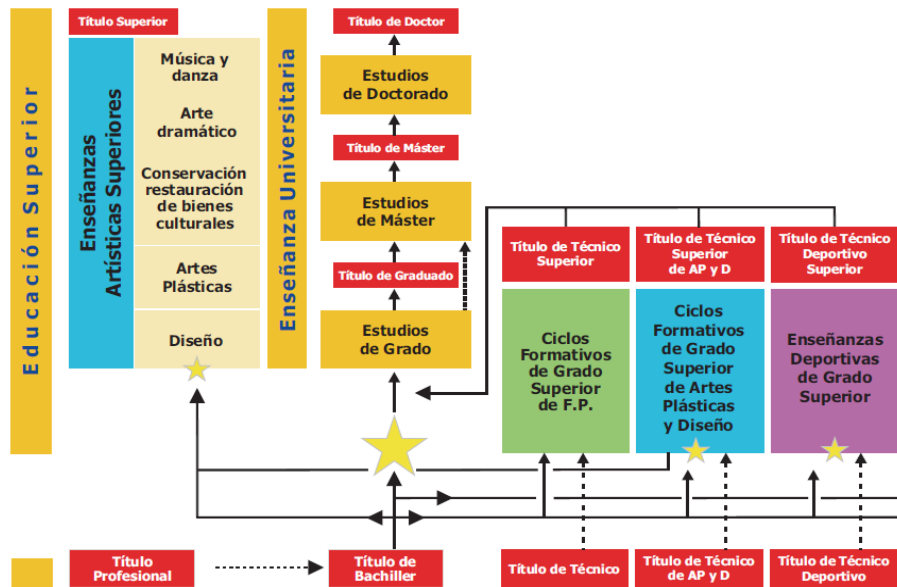 Educación Superior
Título Superior
Enseñanzas
Artísticas Superiores
Música y
danza
Arte
dramático
Conservación
restauración
de bienes
culturales
Artes
Plásticas
Diseño
Enseñanza Universitaria
Título de Doctor
Estudios
de Doctorado
Título de Máster
Estudios
de Máster
Título de Graduado
Estudios
de Grado
Título de Técnico
Superior
Título de Técnico
Superior
de AP y D
Título de Técnico
Deportivo
Superior
Ciclos
Formativos
de Grado
Superior
de F.P.
Ciclos
Formativos
de Grado
Superior
de Artes
Plásticas
y Diseño
Enseñanzas
Deportivas
de Grado
Superior
Título
Profesional
Título de
Bachiller
Título de Técnico
Título de Técnico
de AP y D
Título de Técnico
Deportivo